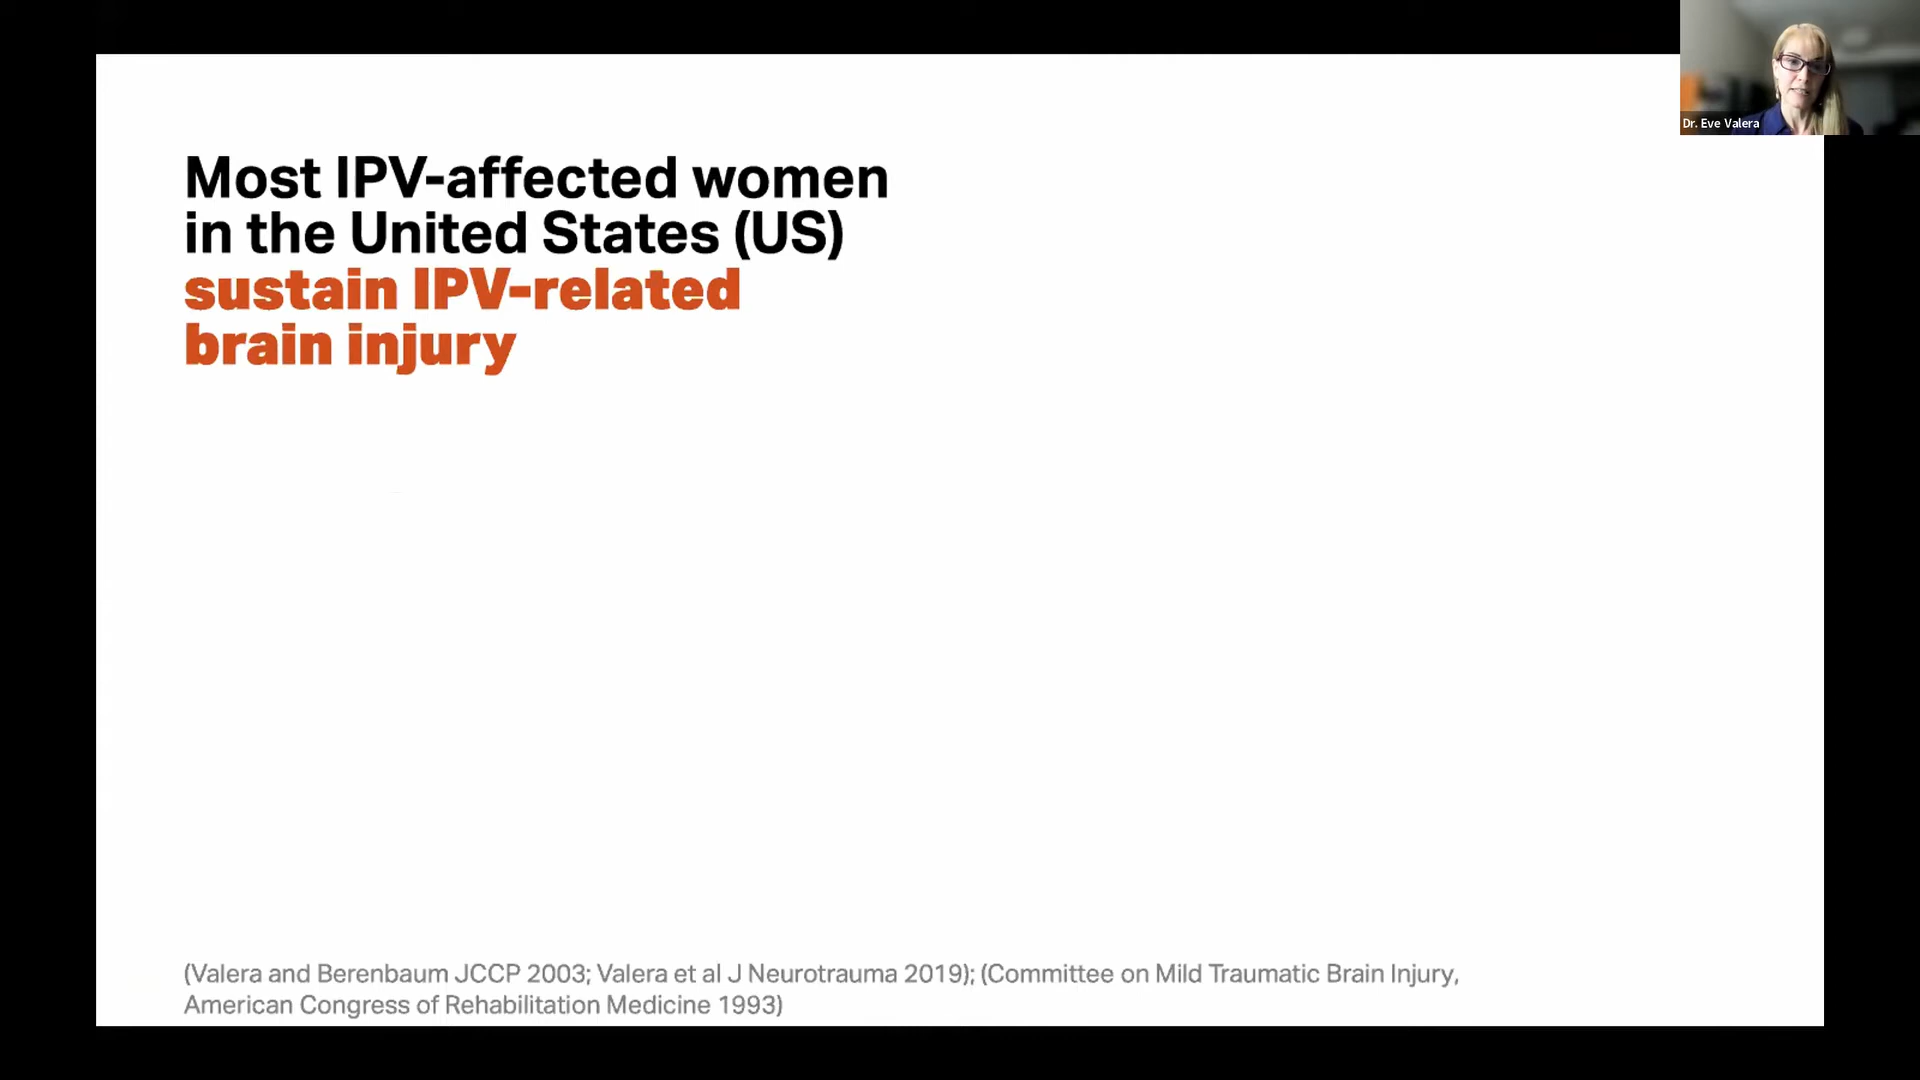 Most IPV-affected women
in the United States (US)
sustain IPV-related
brain injury
Dr. Eve Valera
(Valera and Berenbaum JCCP 2003; Valera et al J Neurotrauma 2019); (Committee on Mild Traumatic Brain Injury,
American Congress of Rehabilitation Medicine 1993)